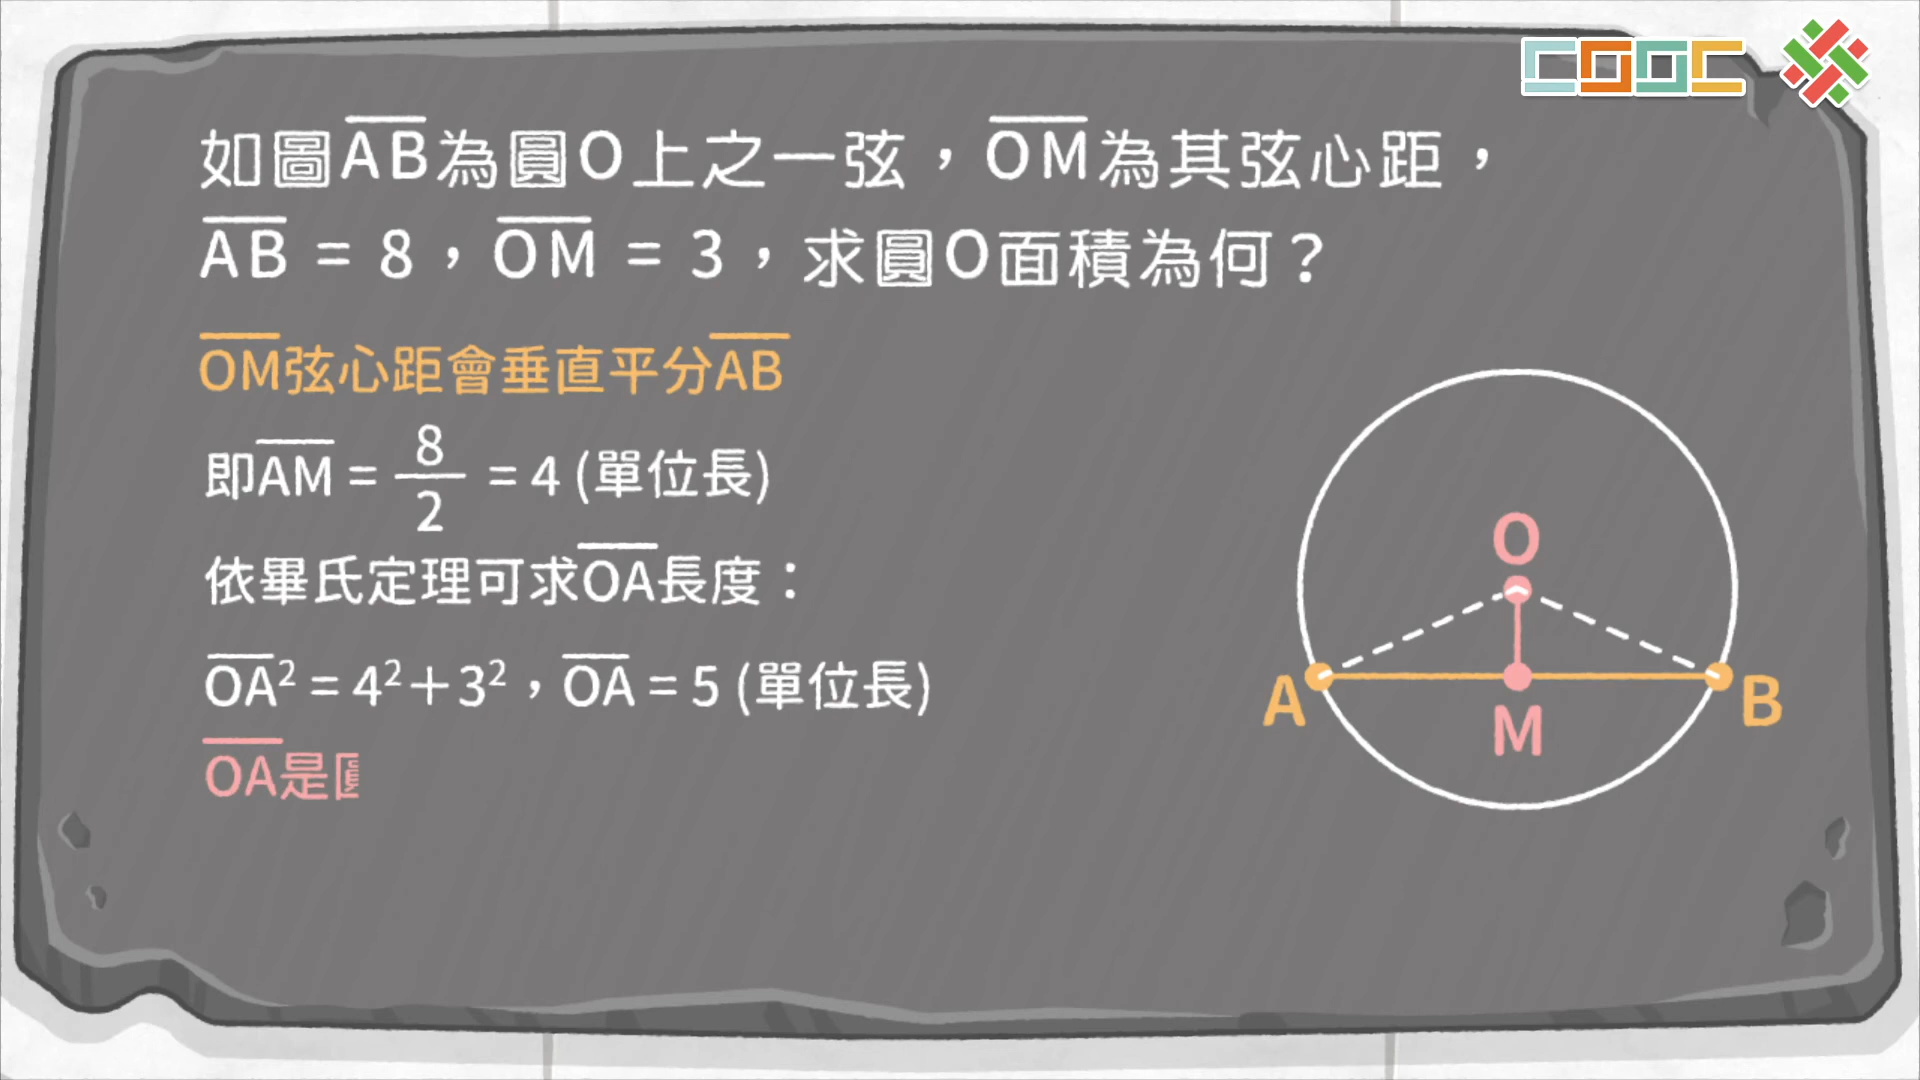 COOC
如圖AB為圓O上之一弦，OM為其弦心距，
AB = 8，OM = 3，求圓O面積為何？
OM弦心距會垂直平分AB
即AM = 8/2 = 4 (單位長)
依畢氏定理可求OA長度：
OA² = 4²＋3²，OA = 5 (單位長)
OA是
O
A
M
B